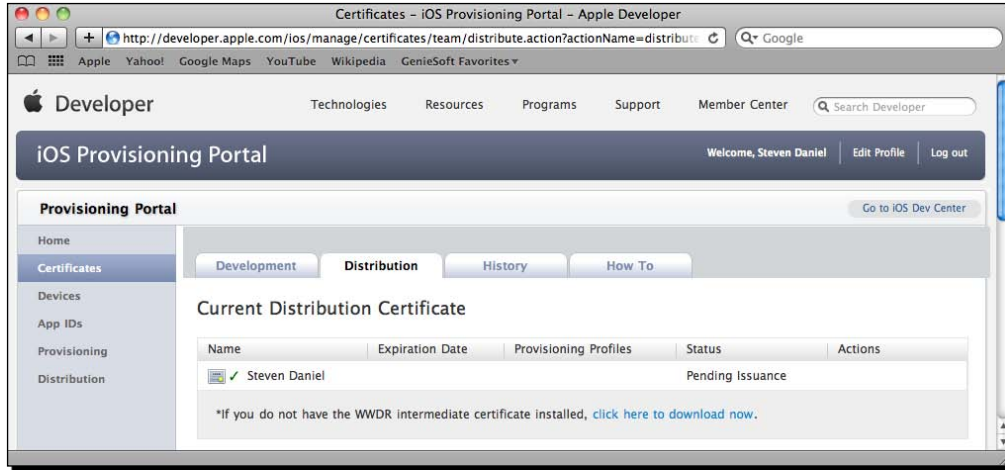 Certificates – iOS Provisioning Portal – Apple Developer
http://developer.apple.com/ios/manage/certificates/team/distribute.action?actionName=distribute
Google
Apple Yahoo! Google Maps YouTube Wikipedia GenieSoft Favorites
Developer Technologies Resources Programs Support Member Center Search Developer
iOS Provisioning Portal Welcome, Steven Daniel Edit Profile Log out
Provisioning Portal Go to iOS Dev Center
Home
Certificates
Devices
App IDs
Provisioning
Distribution
Development Distribution History How To
Current Distribution Certificate
Name Expiration Date Provisioning Profiles Status Actions
Steven Daniel Pending Issuance
*If you do not have the WWDR intermediate certificate installed, click here to download now.